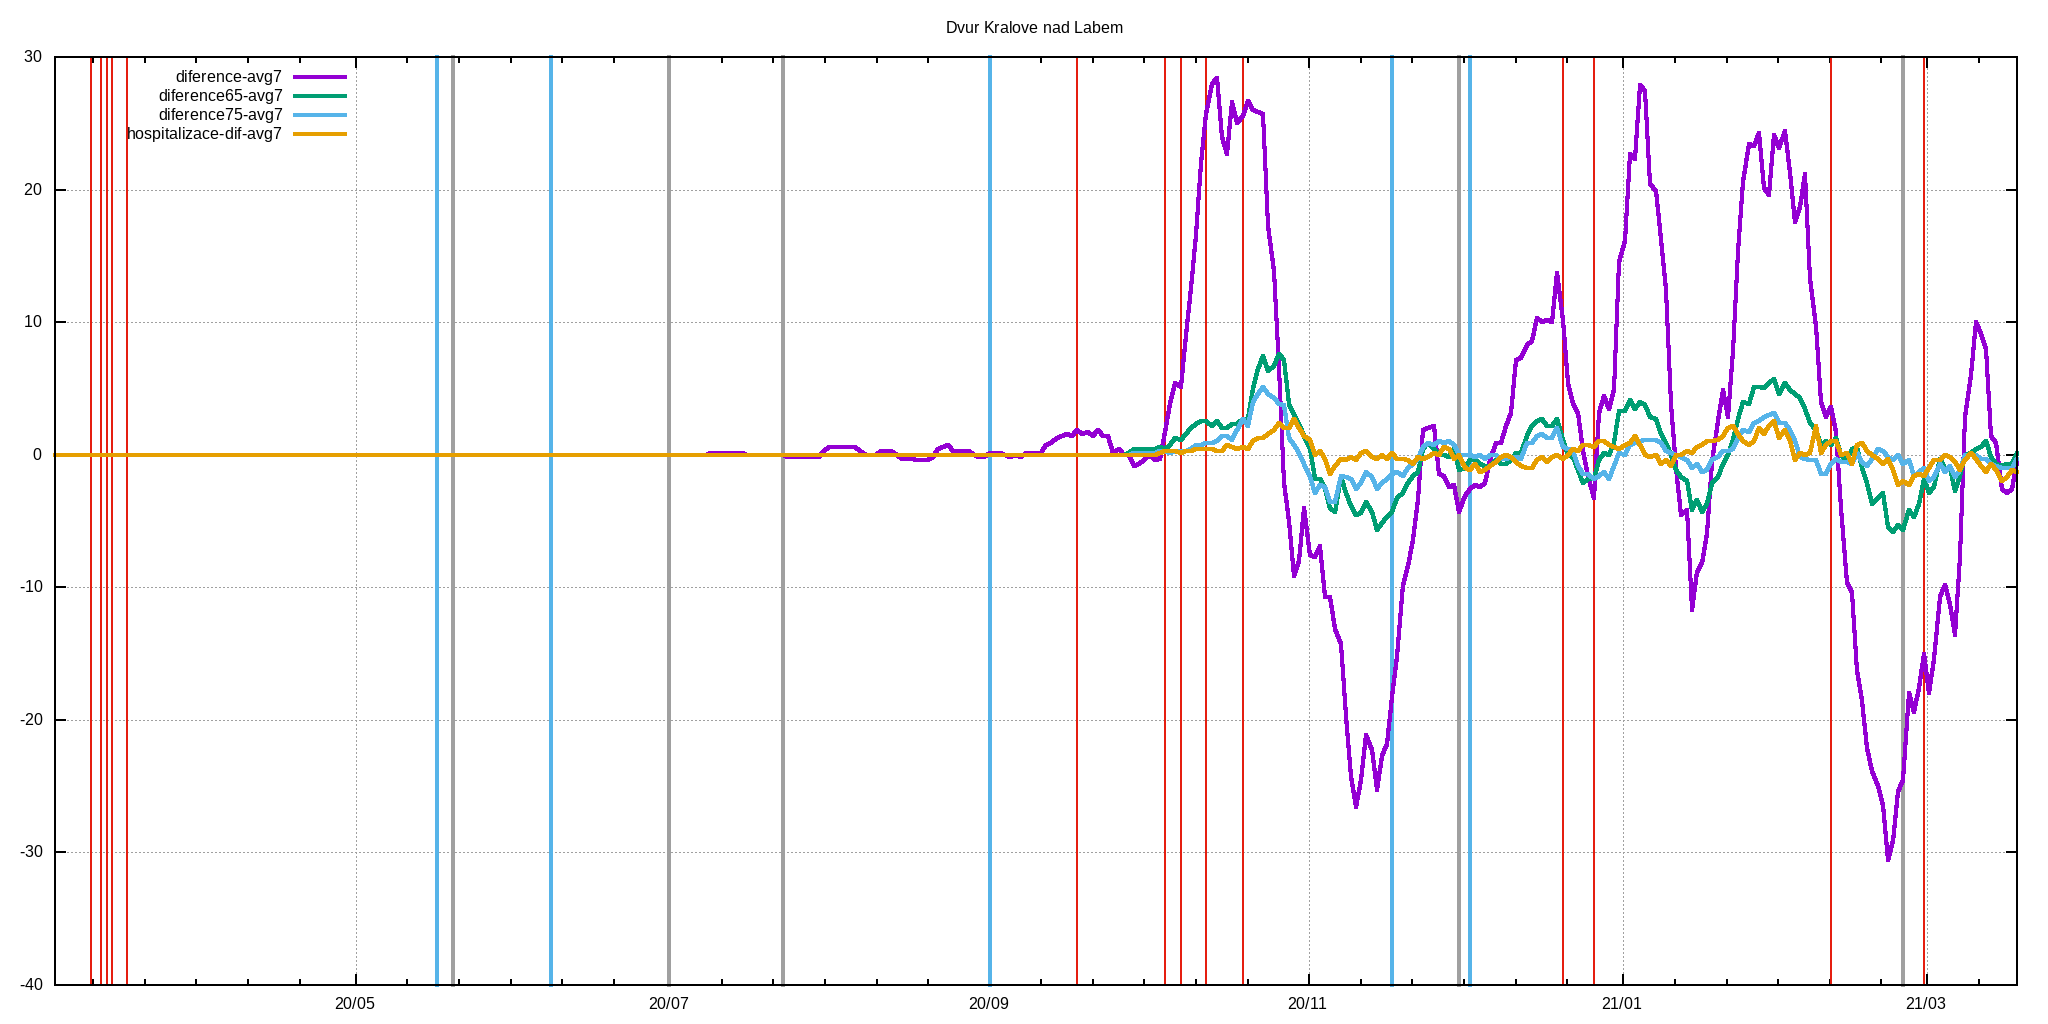 Dvur Kralove nad Labem
diference-avg7
diference65-avg7
diference75-avg7
hospitalizace-dif-avg7
30
20
10
0
-10
-20
-30
-40
20/05
20/07
20/09
20/11
21/01
21/03